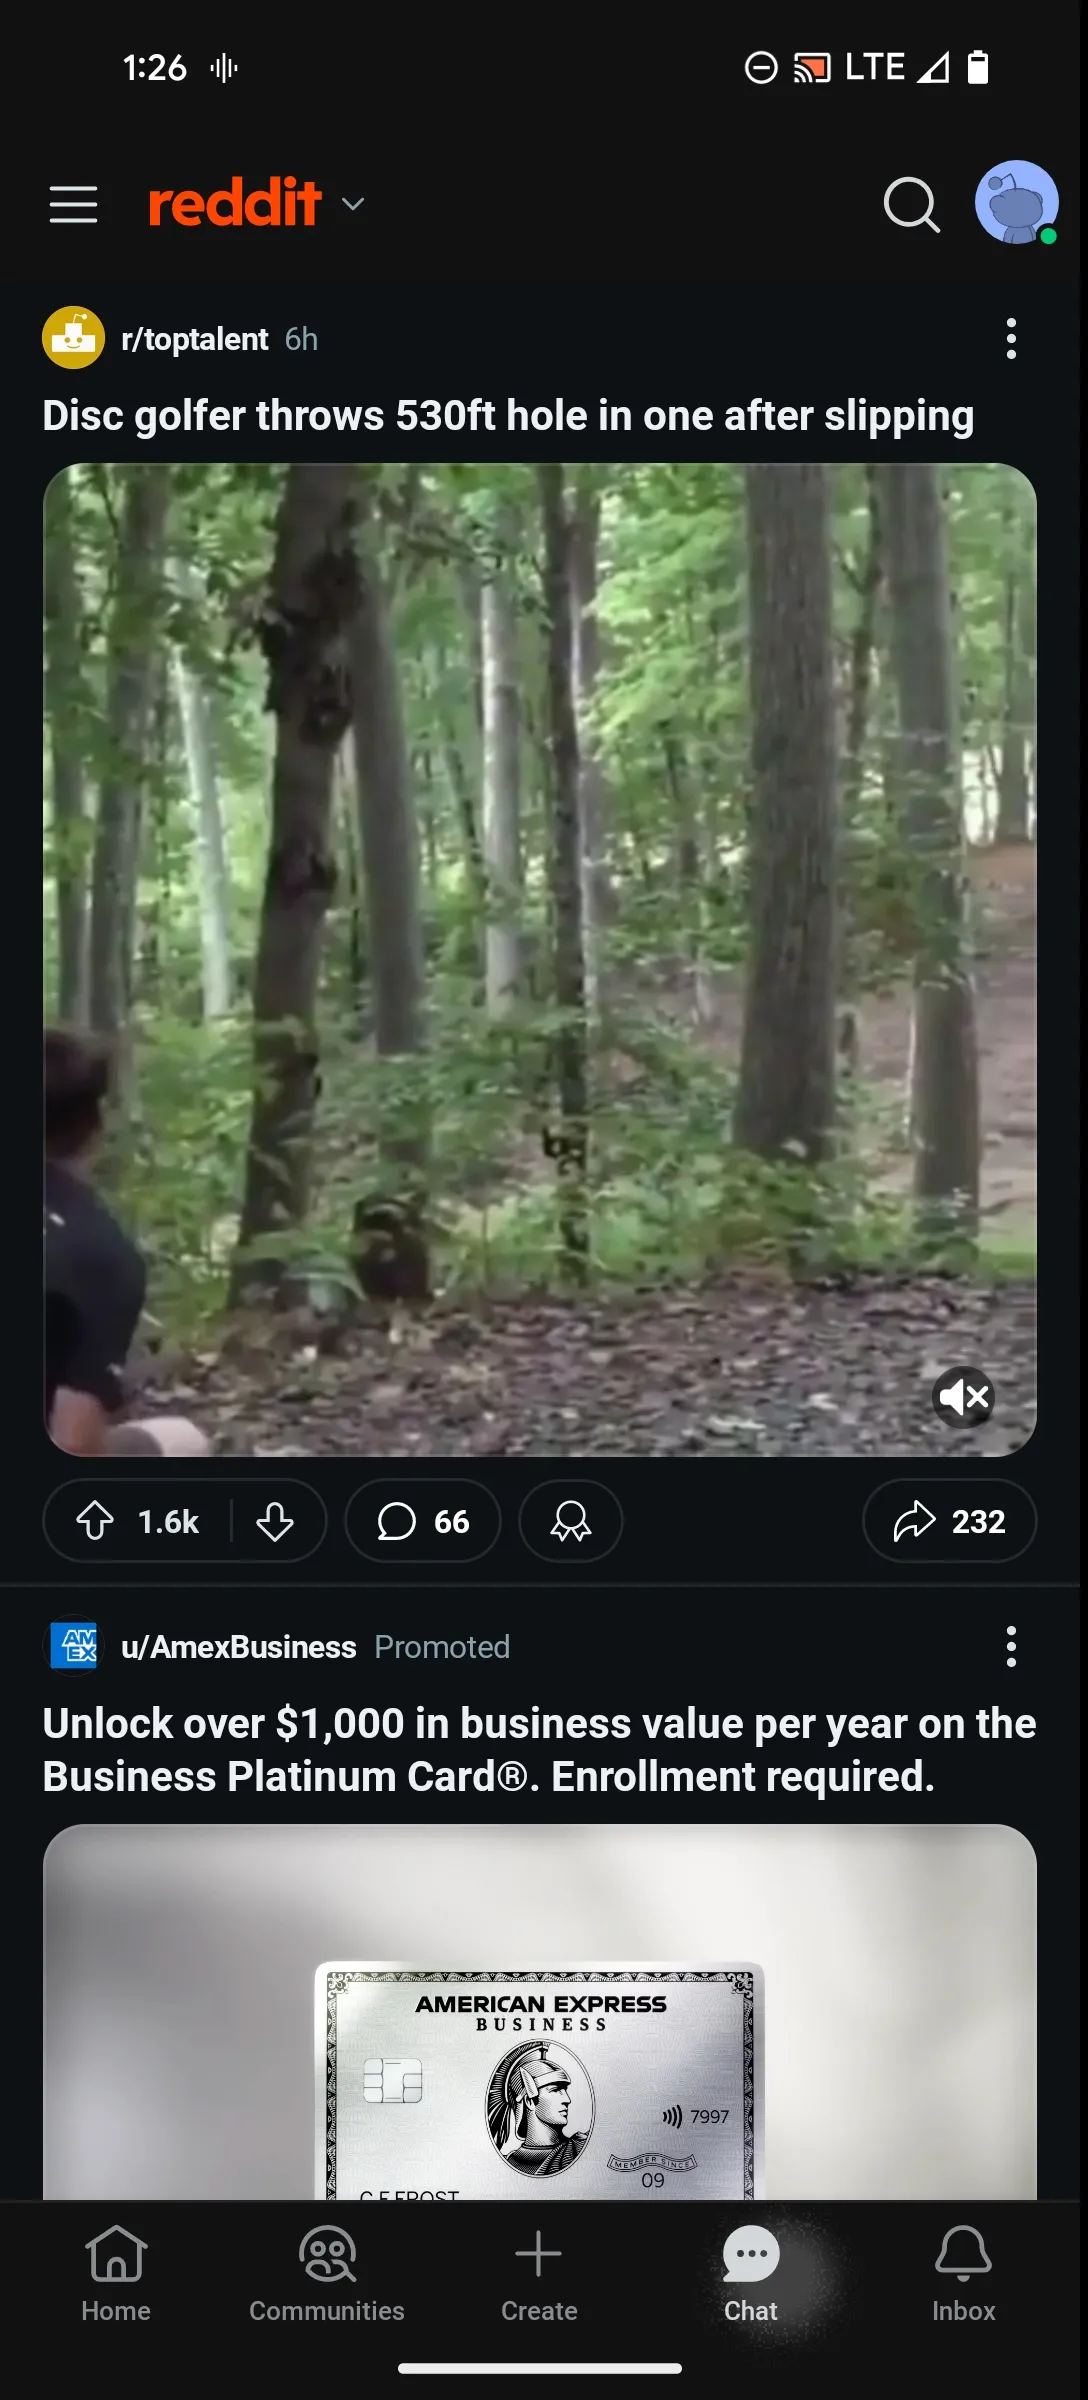 1:26
LTE
reddit
r/toptalent 6h
Disc golfer throws 530ft hole in one after slipping
1.6k
66
232
AM
EX
u/AmexBusiness Promoted
Unlock over $1,000 in business value per year on the
Business Platinum Card®. Enrollment required.
AMERICAN EXPRESS
BUSINESS
7997
MEMBER SINCE
09
C F FROST
Home
Communities
Create
Chat
Inbox